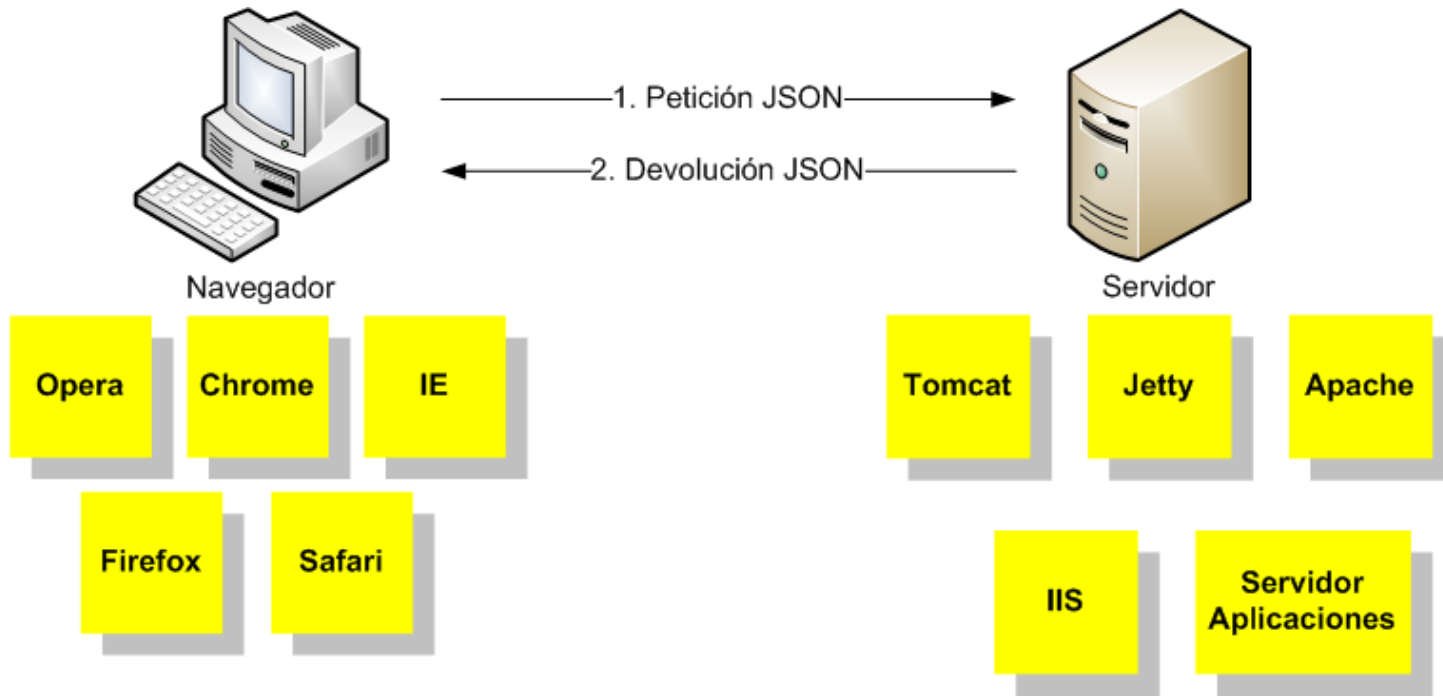 1. Petición JSON
2. Devolución JSON
Navegador
Servidor
Opera
Chrome
IE
Tomcat
Jetty
Apache
Firefox
Safari
IIS
Servidor
Aplicaciones